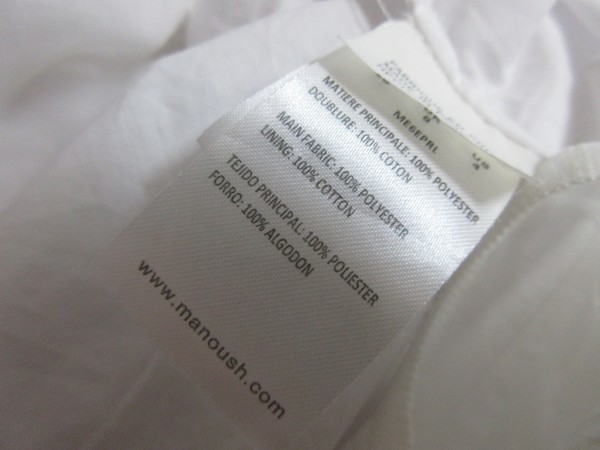 MESEPRL
MATIERE PRINCIPALE: 100% POLYESTER
DOUBLURE: 100% COTON
MAIN FABRIC: 100% POLYESTER
LINING: 100% COTTON
TEJIDO PRINCIPAL: 100% POLIESTER
FORRO: 100% ALGODON
www.manoush.com